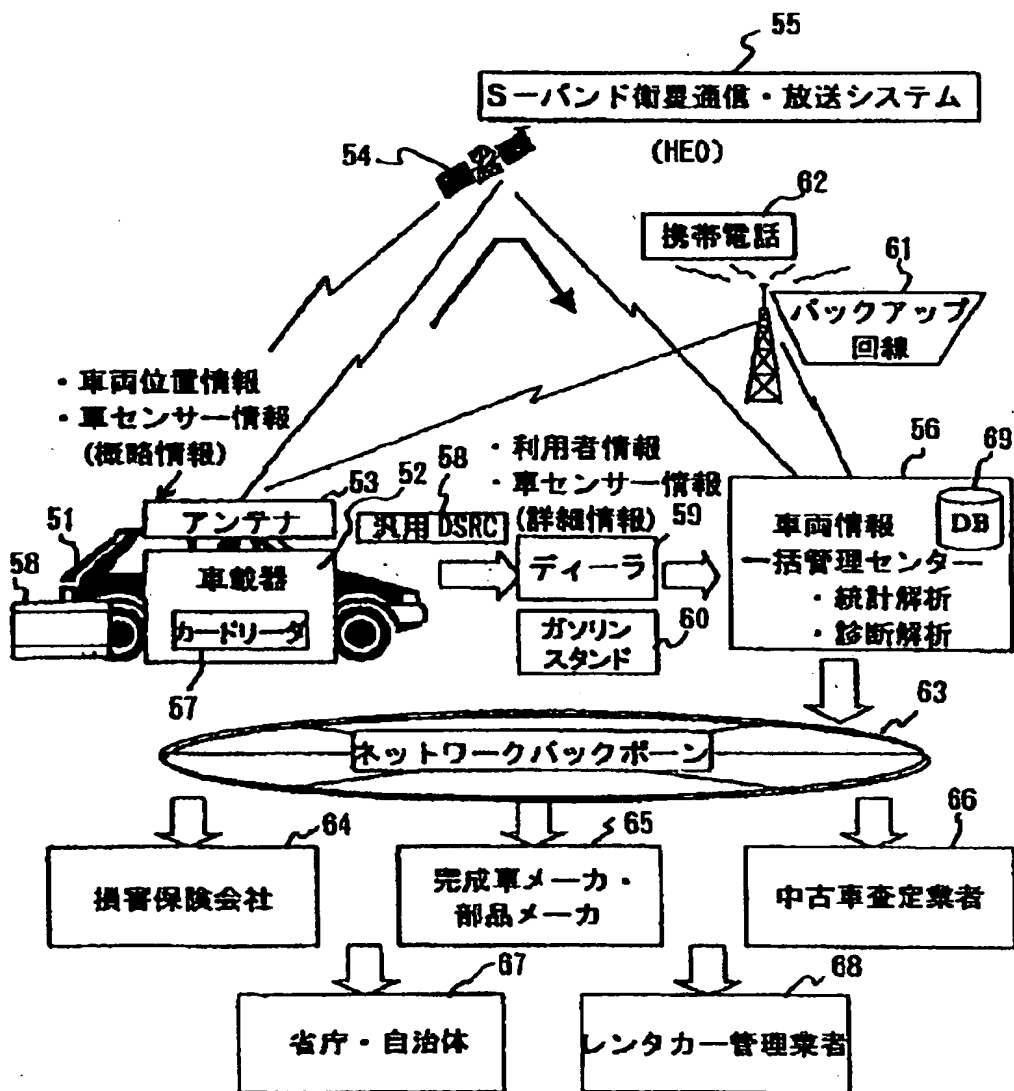 55
S-バンド衛星通信・放送システム
(HEO)
54
62
携帯電話
61
バックアップ
回線
・車両位置情報
・車センサー情報
(概略情報)
・利用者情報
・車センサー情報
(詳細情報)
56
69
DB
車両情報
一括管理センター
・統計解析
・診断解析
51
53
52
58
アンテナ
汎用DSRC
59
ディーラ
58
車載器
カードリーダ
57
ガソリン
スタンド
60
63
ネットワークバックボーン
64
損害保険会社
65
完成車メーカ・
部品メーカ
66
中古車査定業者
67
省庁・自治体
68
レンタカー管理業者